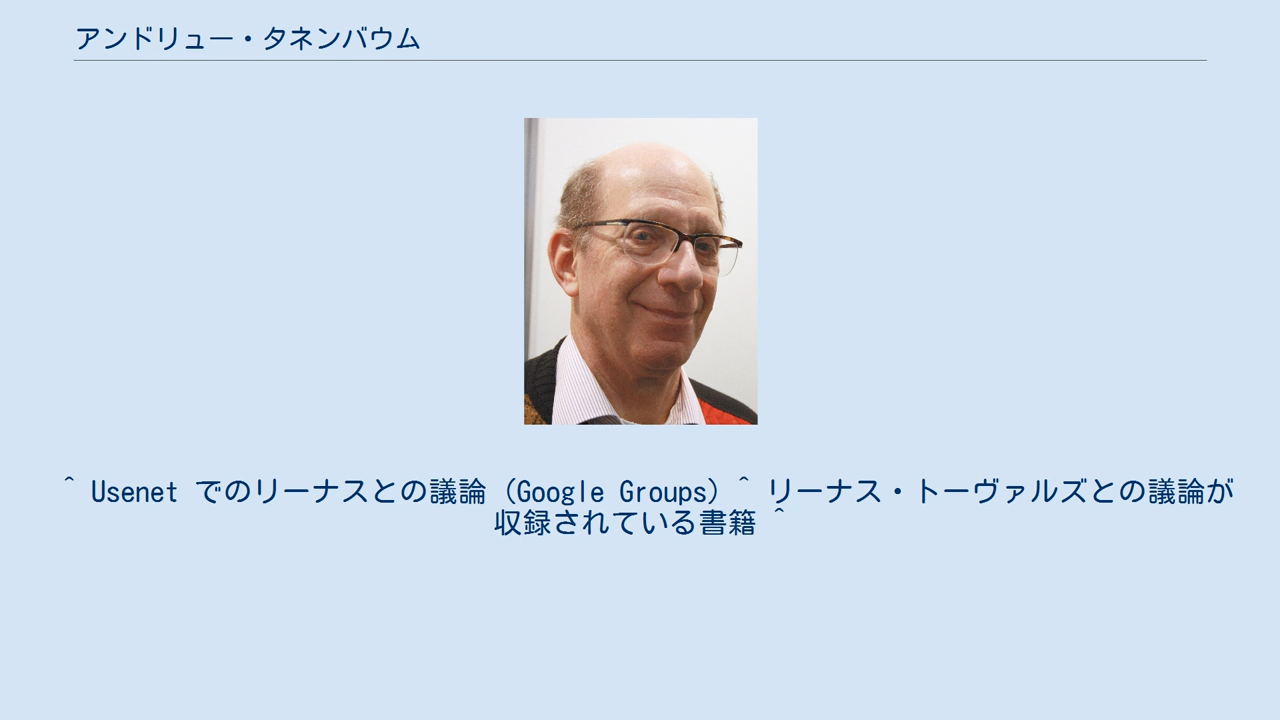 アンドリュー・タネンバウム
^ Usenet でのリーナスとの議論 (Google Groups) ^ リーナス・トーヴァルズとの議論が
収録されている書籍 ^